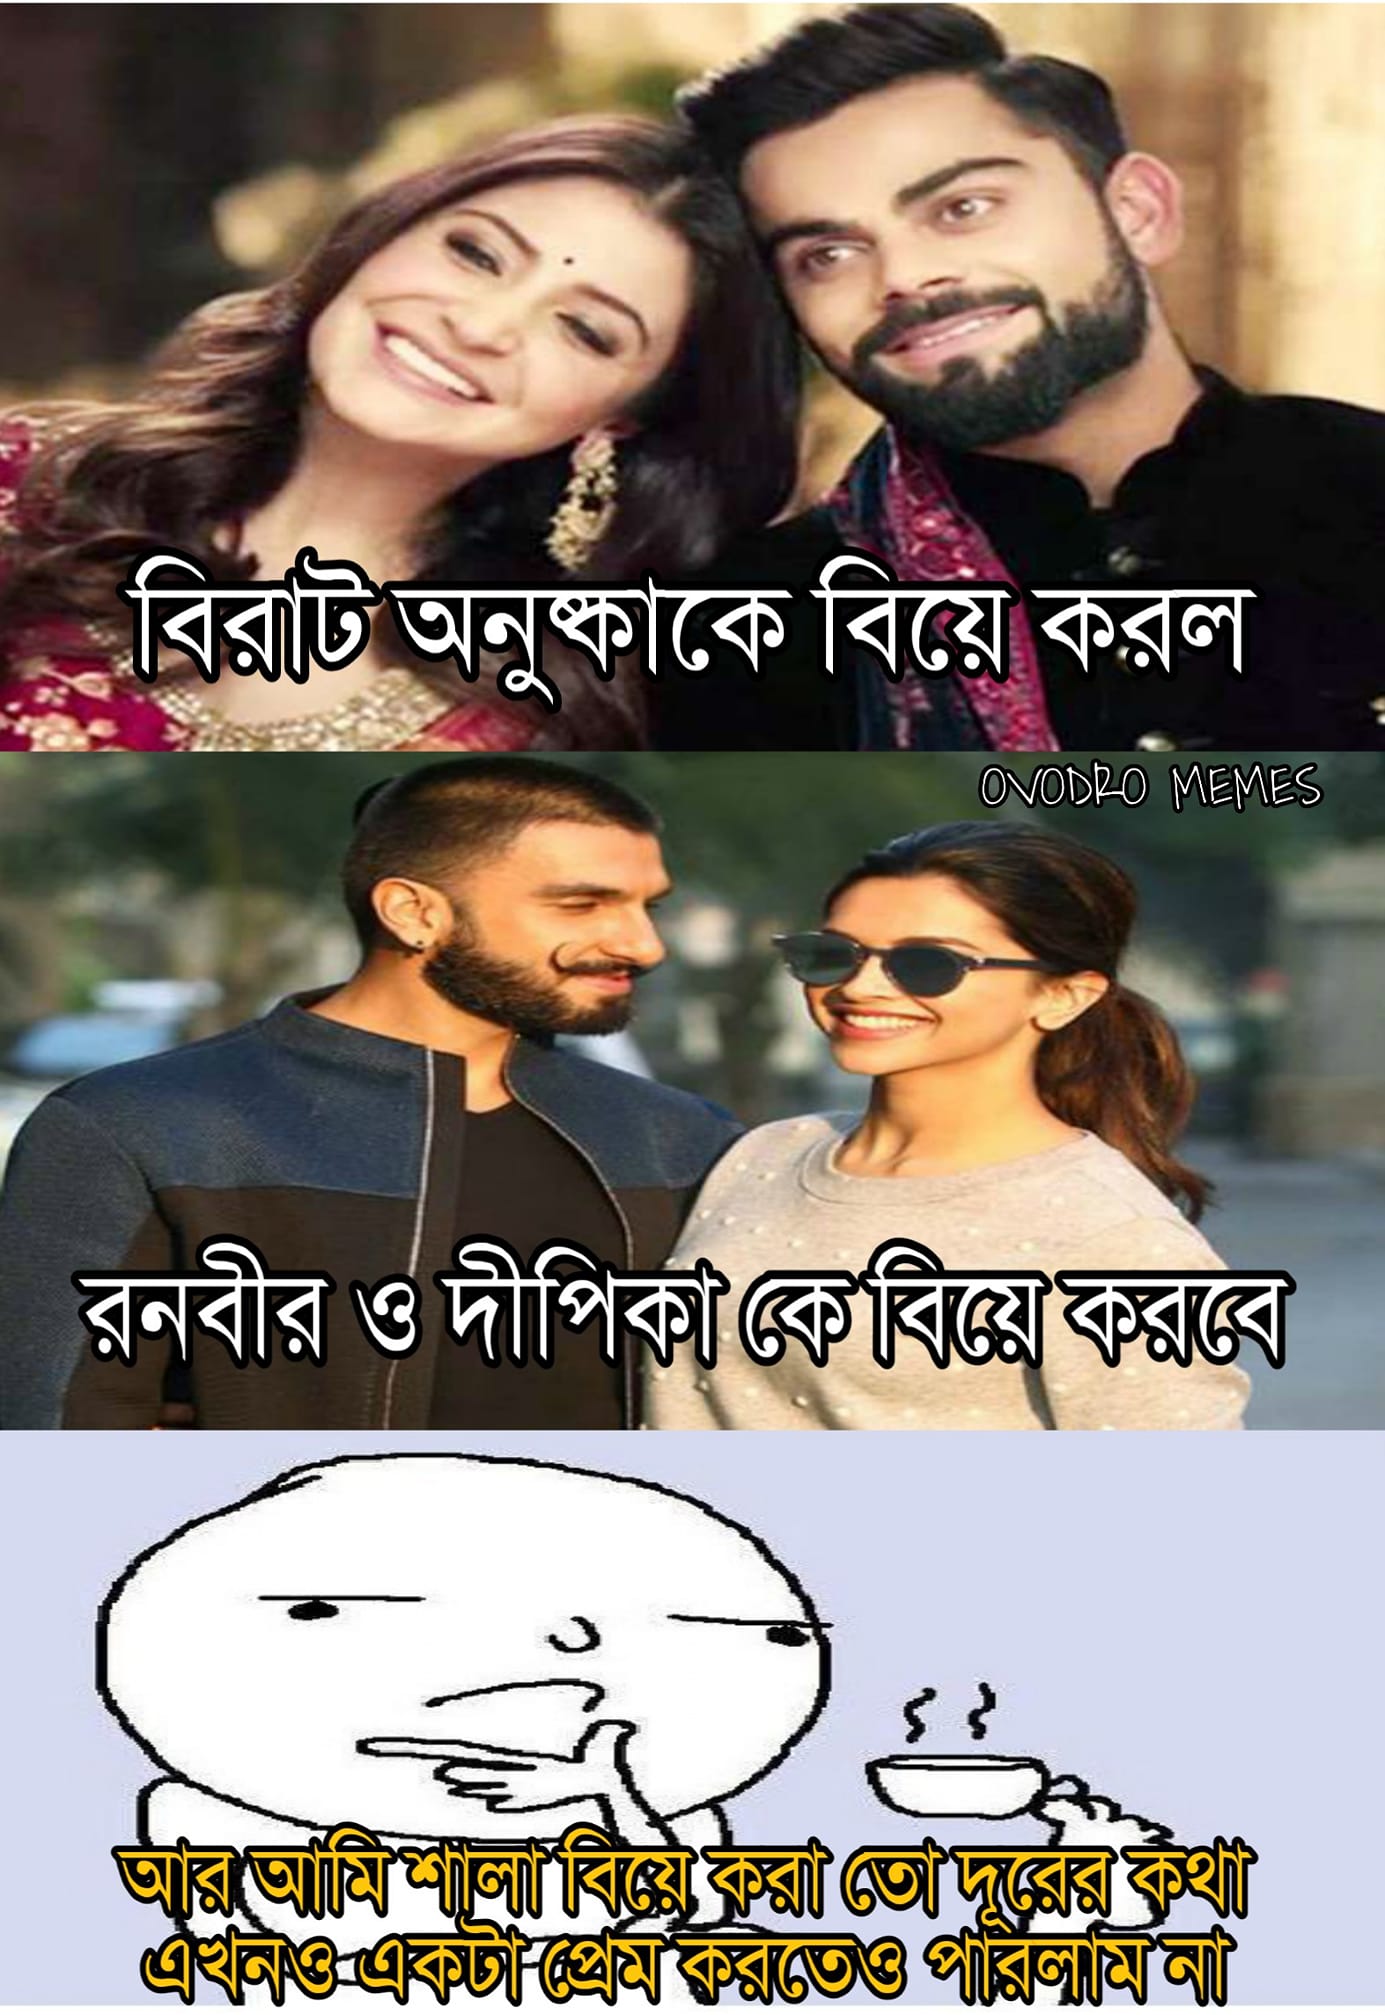 বিরাট অনুষ্কাকে বিয়ে করল
OVODRO MEMES
রনবীর ও দীপিকা কে বিয়ে করবে
আর আমি শালা বিয়ে করা তো দূরের কথা
এখনও একটা প্রেম করতেও পারলাম না